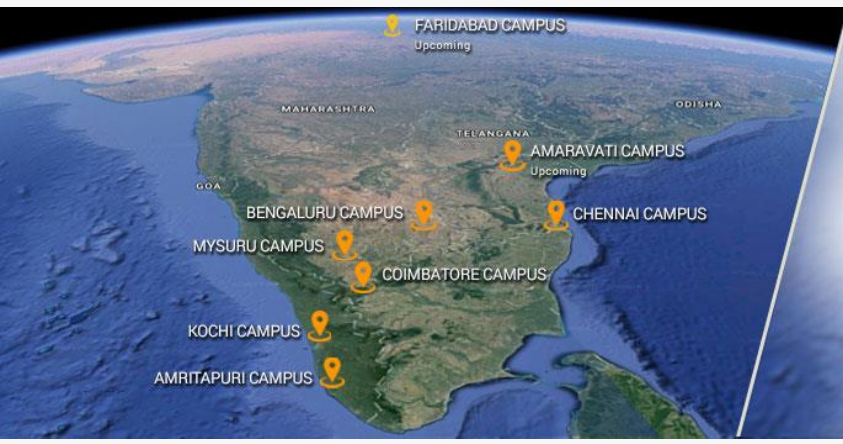 FARIDABAD CAMPUS
Upcoming
MAHARASHTRA
ODISHA
TELANGANA
AMARAVATI CAMPUS
Upcoming
GOA
BENGALURU CAMPUS
CHENNAI CAMPUS
MYSURU CAMPUS
COIMBATORE CAMPUS
KOCHI CAMPUS
AMRITAPURI CAMPUS